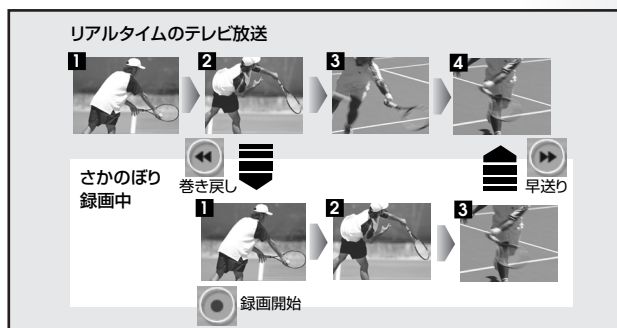 リアルタイムのテレビ放送
1 2 3 4
巻き戻し 早送り
さかのぼり
録画中
1 2 3
録画開始